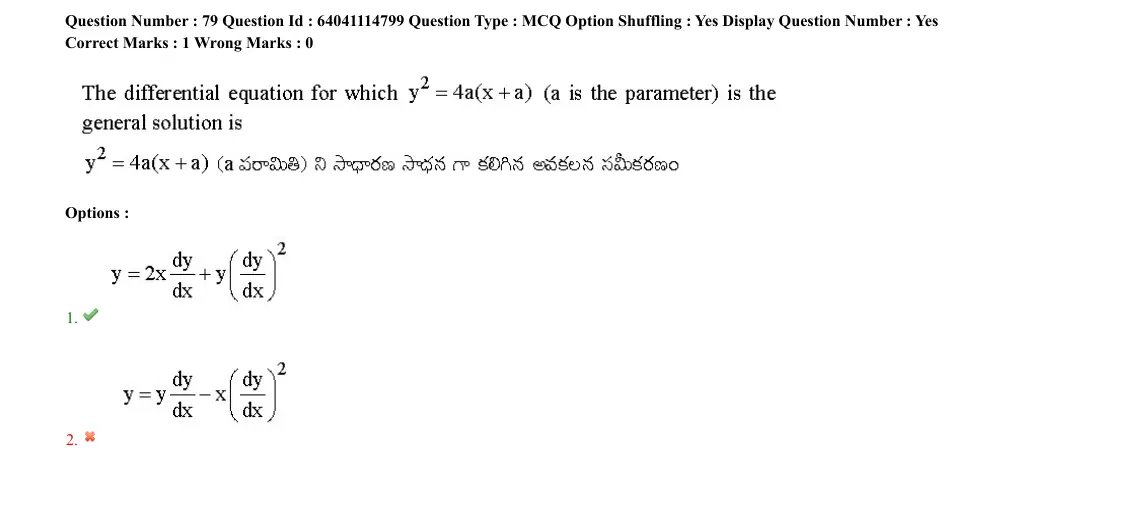 Question Number : 79 Question Id : 64041114799 Question Type : MCQ Option Shuffling : Yes Display Question Number : Yes
Correct Marks : 1 Wrong Marks : 0
The differential equation for which y² = 4a(x + a) (a is the parameter) is the
general solution is
y² = 4a(x + a) (a పరామితి) ని సాధారణ సాధన గా కలిగిన అవకలన సమీకరణం
Options :
y = 2x dy/dx + y (dy/dx)²
1.
y = y dy/dx − x (dy/dx)²
2.